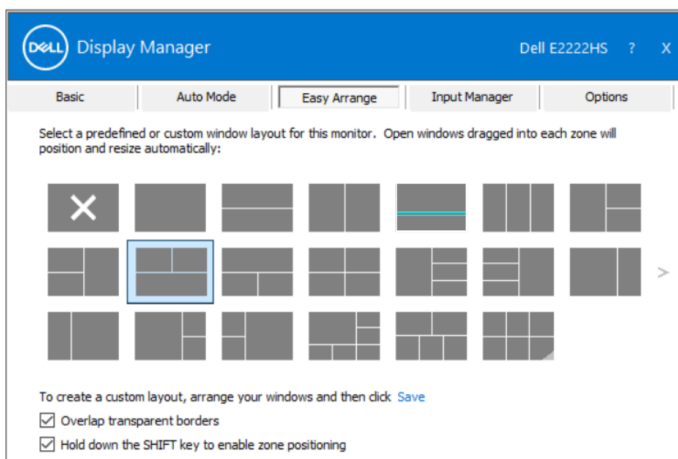 DELL Display Manager Dell E2222HS ? X
Basic Auto Mode Easy Arrange Input Manager Options
Select a predefined or custom window layout for this monitor. Open windows dragged into each zone will
position and resize automatically:
>
To create a custom layout, arrange your windows and then click Save
Overlap transparent borders
Hold down the SHIFT key to enable zone positioning